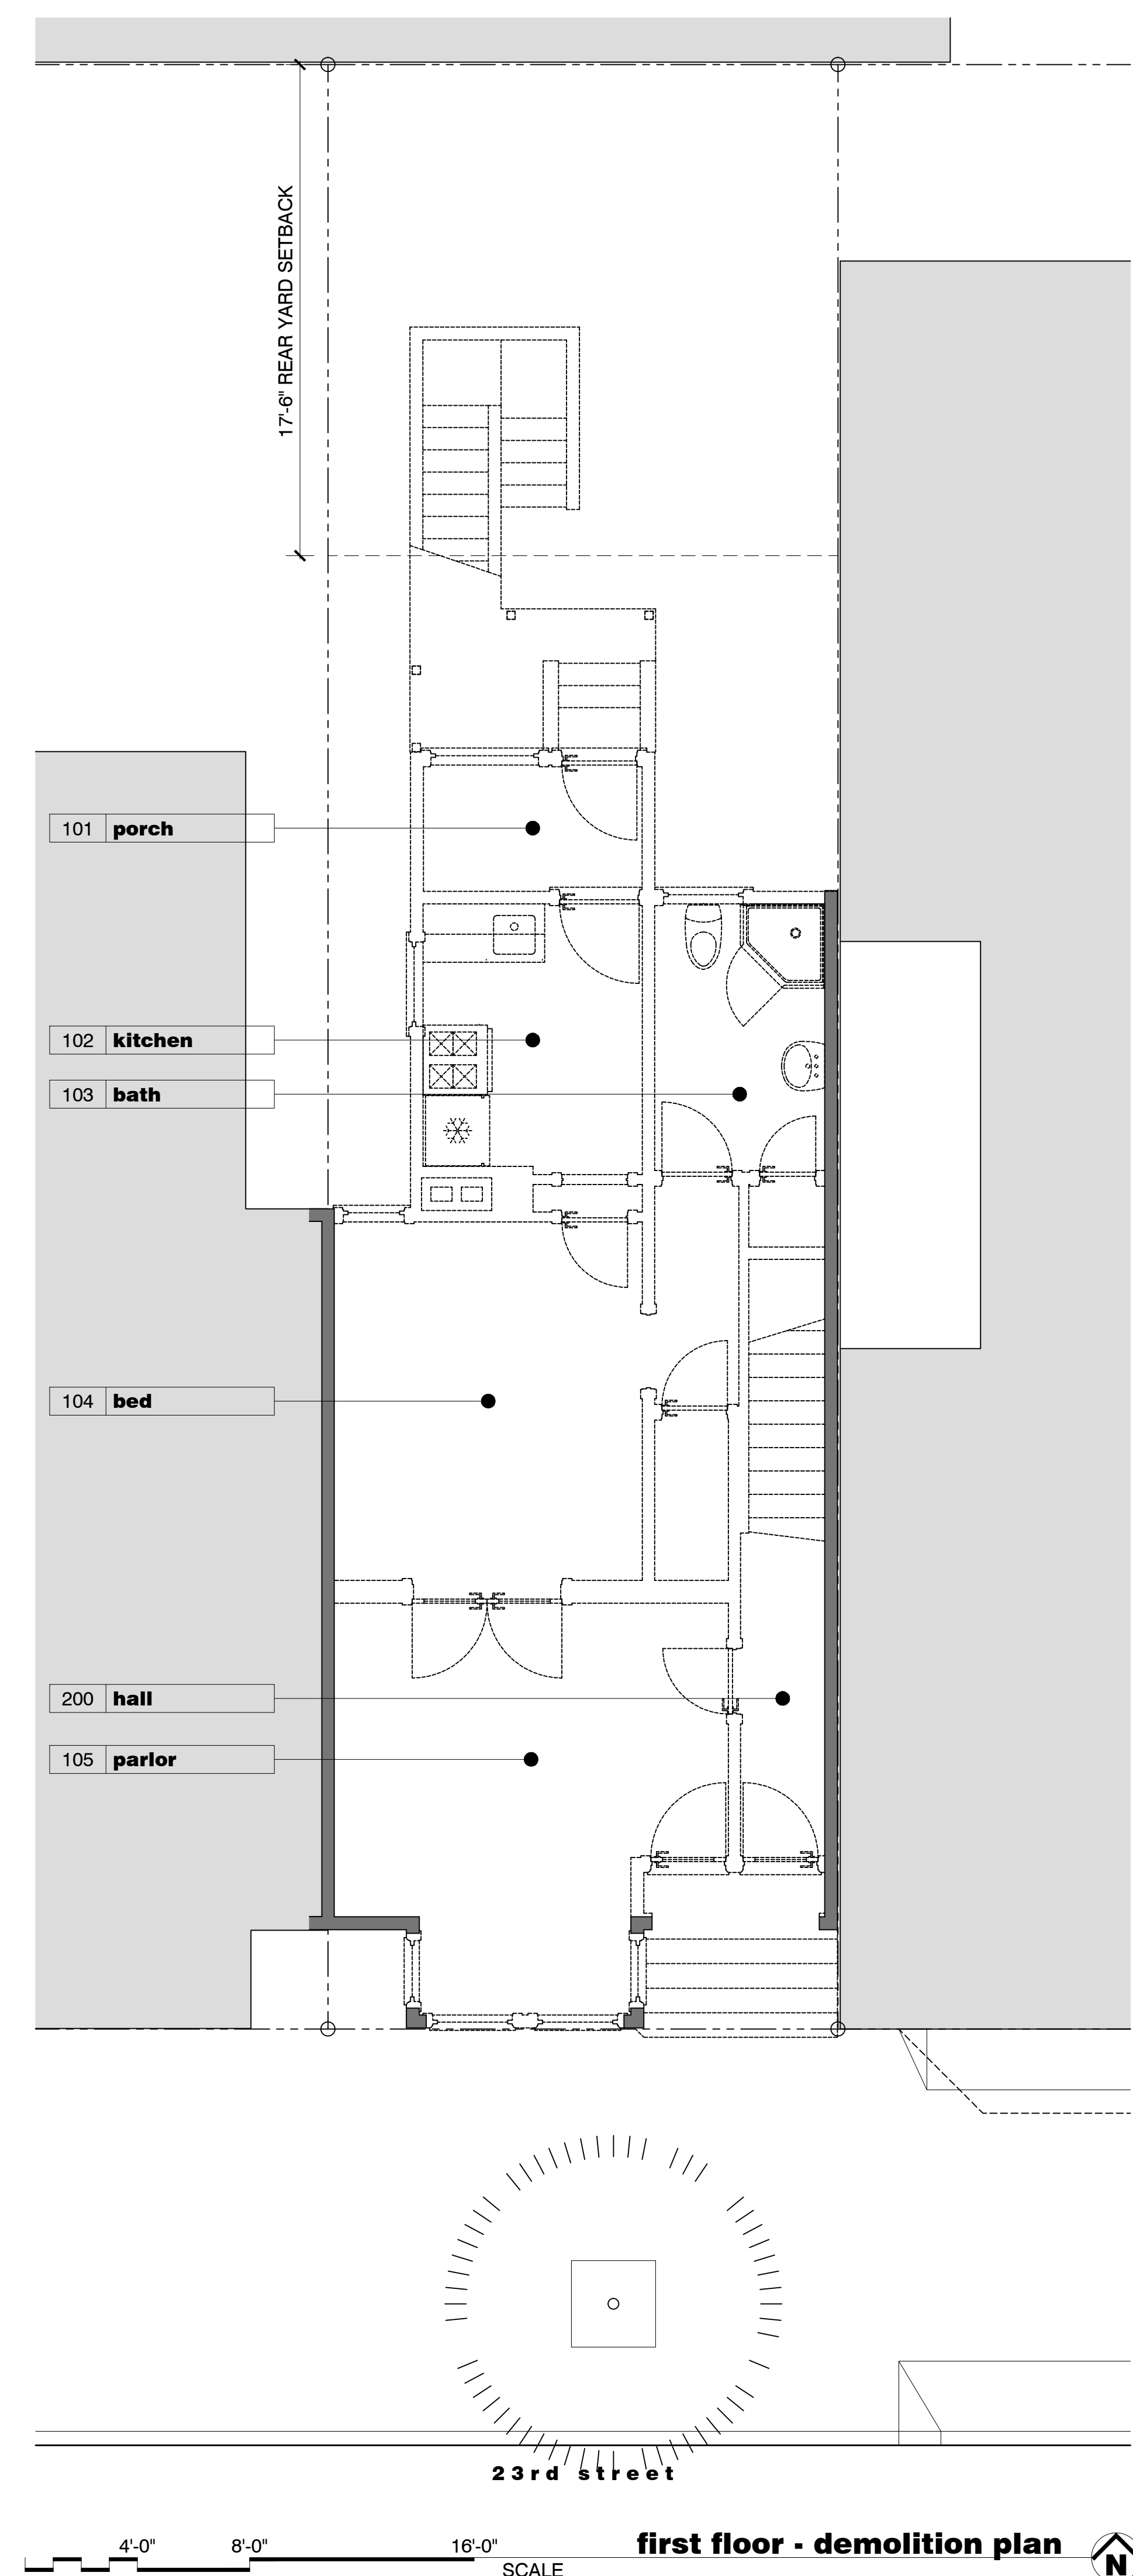 17'-6" REAR YARD SETBACK
101 porch
102 kitchen
103 bath
104 bed
200 hall
105 parlor
23rd street
4'-0" 8'-0" 16'-0"
first floor - demolition plan
SCALE
N